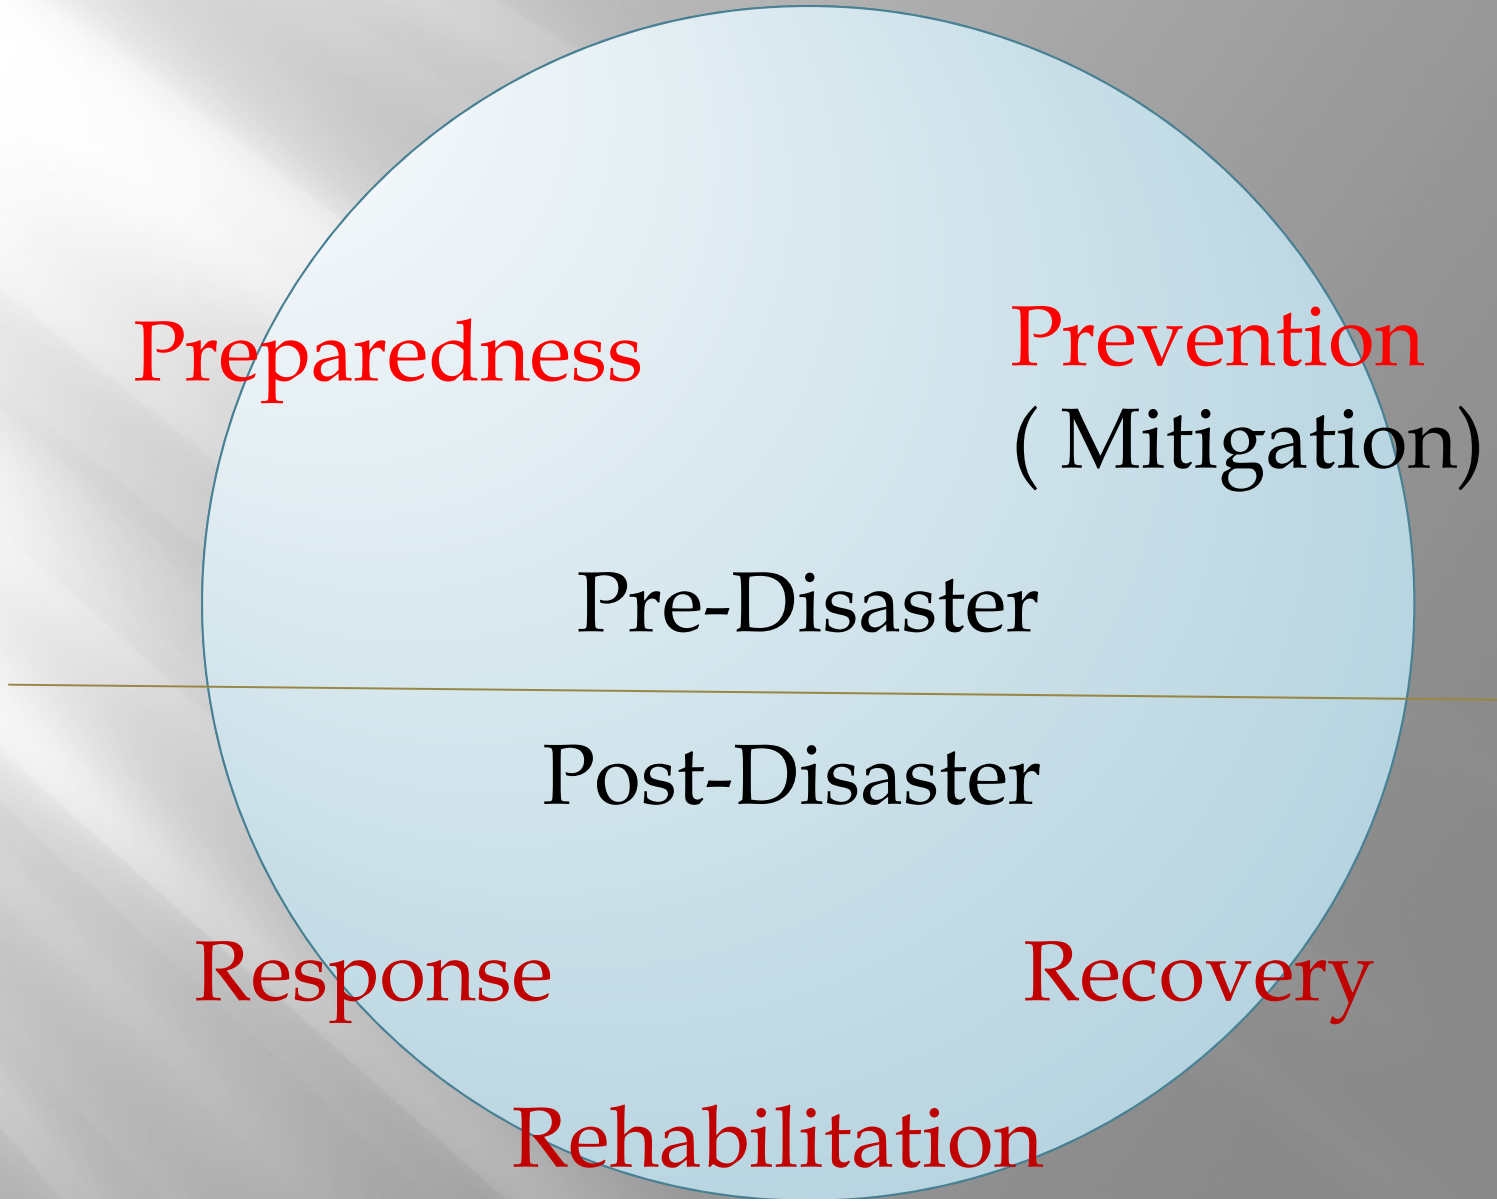 Preparedness
Prevention
( Mitigation)
Pre-Disaster
Post-Disaster
Response
Recovery
Rehabilitation